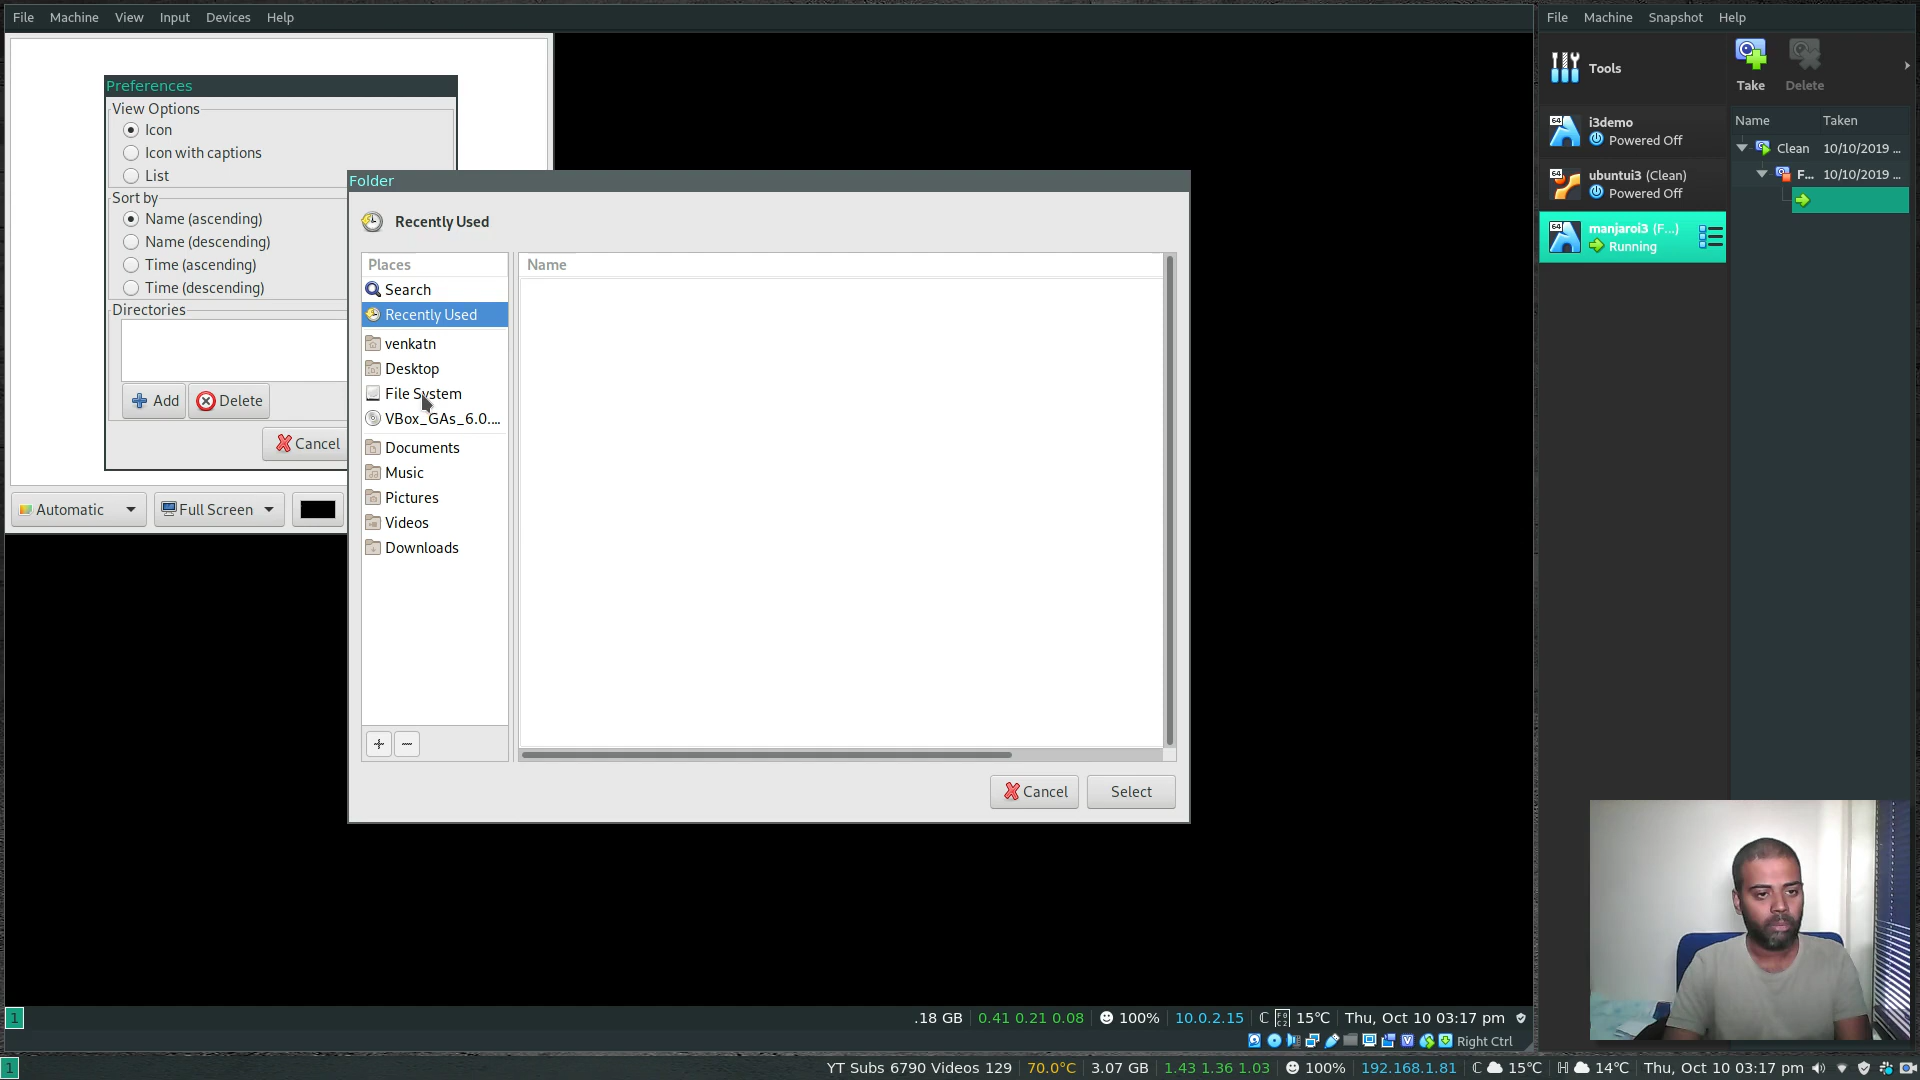 File Machine View Input Devices Help
File Machine Snapshot Help
Preferences
View Options
Icon
Icon with captions
List
Sort by
Name (ascending)
Name (descending)
Time (ascending)
Time (descending)
Directories
Add Delete
Cancel
Automatic Full Screen
Folder
Recently Used
Places
Search
Recently Used
venkatn
Desktop
File System
VBox_GAs_6.0....
Documents
Music
Pictures
Videos
Downloads
Name
Cancel Select
Tools
Take Delete
64 i3demo
Powered Off
64 ubuntui3 (Clean)
Powered Off
64 manjaroi3 (F...)
Running
Name Taken
Clean 10/10/2019 ...
F... 10/10/2019 ...
1 .18 GB 0.41 0.21 0.08 100% 10.0.2.15 ℂ 15℃ Thu, Oct 10 03:17 pm
Right Ctrl
1 YT Subs 6790 Videos 129 70.0°C 3.07 GB 1.43 1.36 1.03 100% 192.168.1.81 ℂ 15℃ ℍ 14℃ Thu, Oct 10 03:17 pm